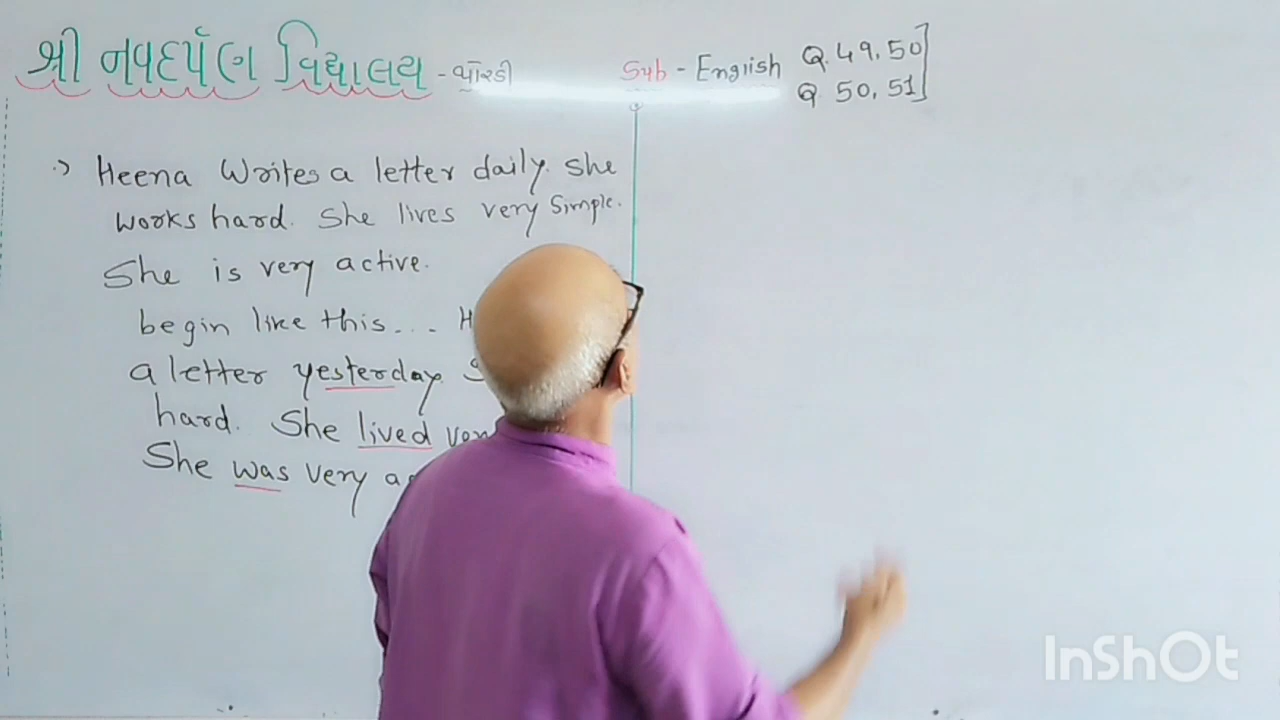 શ્રી નવદર્પણ વિદ્યાલય - બોરડી
Sub - English Q. 49, 50
Q 50, 51
Heena Writes a letter daily. She
works hard. She lives very simple.
She is very active.
begin like this... H
a letter yesterday. S
hard. She lived very
She was very
InShOt